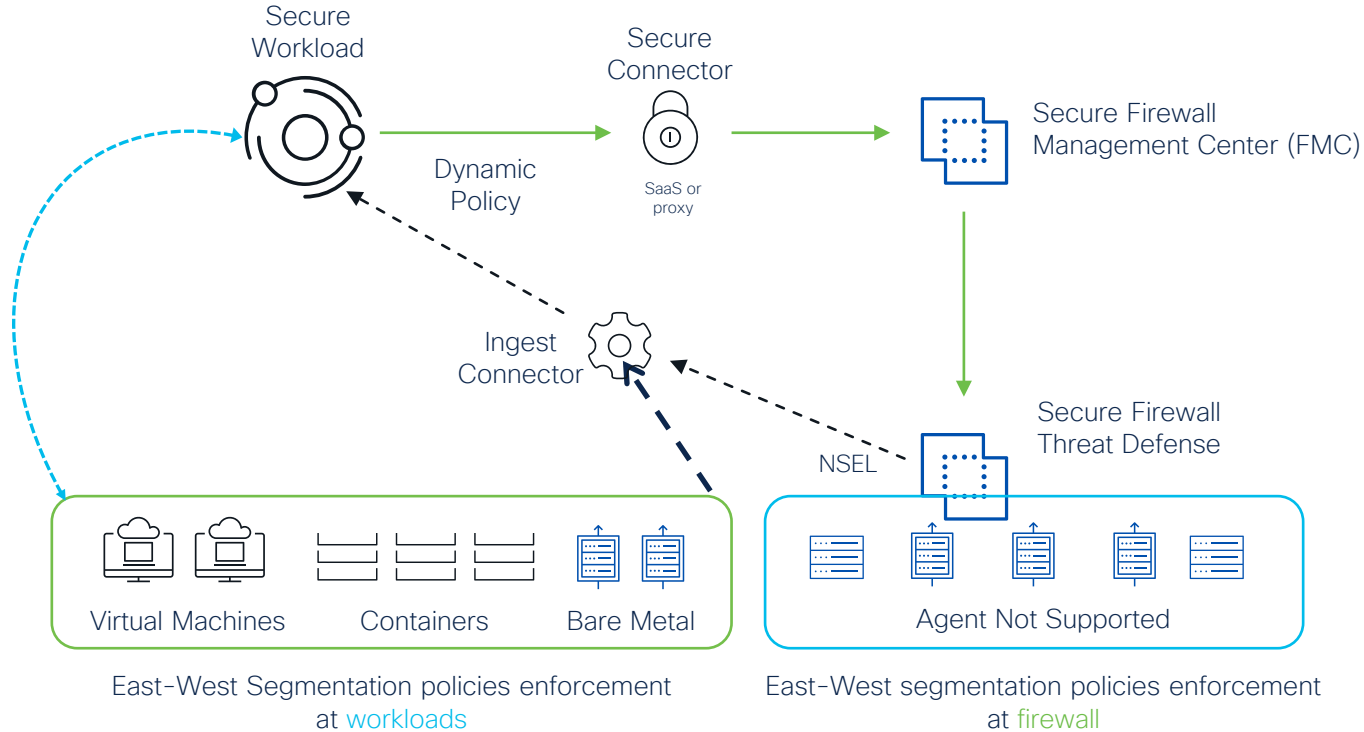 Secure
Workload
Secure
Connector
Secure Firewall
Management Center (FMC)
Dynamic
Policy
SaaS or
proxy
Ingest
Connector
Secure Firewall
Threat Defense
NSEL
Virtual Machines
Containers
Bare Metal
Agent Not Supported
East-West Segmentation policies enforcement
at workloads
East-West segmentation policies enforcement
at firewall